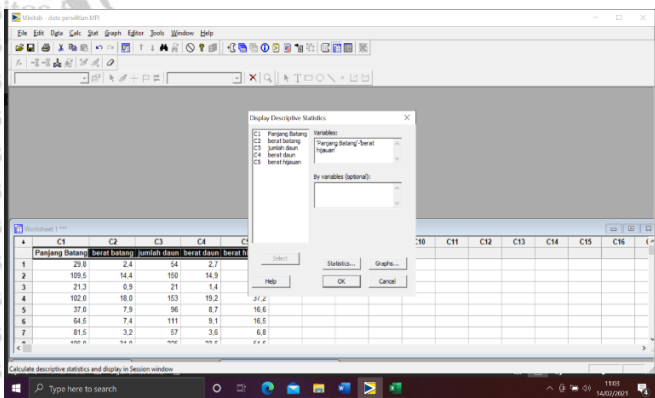 Minitab - data penelitian.MPJ
File Edit Data Calc Stat Graph Editor Tools Window Help
Display Descriptive Statistics
C1 Panjang Batang
C2 berat batang
C3 jumlah daun
C4 berat daun
C5 berat hijauan
Variables:
'Panjang Batang'-'berat
hijauan'
By variables (optional):
Select
Statistics...
Graphs...
Help
OK
Cancel
Worksheet 1 ***
C1 C2 C3 C4 C10 C11 C12 C13 C14 C15 C16
Panjang Batang berat batang jumlah daun berat daun
1 29,8 2,4 54 2,7
2 109,5 14,4 150 14,9
3 21,3 0,9 21 1,4
4 102,0 18,0 153 19,2 37,2
5 37,0 7,9 96 8,7 16,6
6 64,5 7,4 111 9,1 16,5
7 81,5 3,2 57 3,6 6,8
Calculate descriptive statistics and display in Session window
Type here to search
11:03
14/02/2021